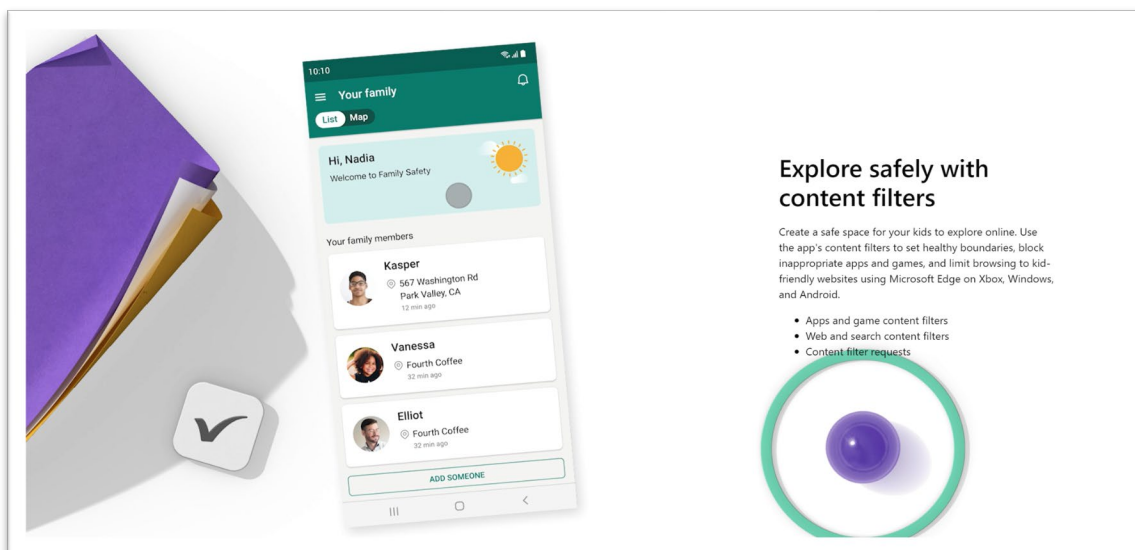 10:10
Your family
List Map
Hi, Nadia
Welcome to Family Safety
Your family members
Kasper
567 Washington Rd
Park Valley, CA
12 min ago
Vanessa
Fourth Coffee
32 min ago
Elliot
Fourth Coffee
32 min ago
ADD SOMEONE
Explore safely with
content filters
Create a safe space for your kids to explore online. Use
the app's content filters to set healthy boundaries, block
inappropriate apps and games, and limit browsing to kid-
friendly websites using Microsoft Edge on Xbox, Windows,
and Android.
• Apps and game content filters
• Web and search content filters
• Content filter requests